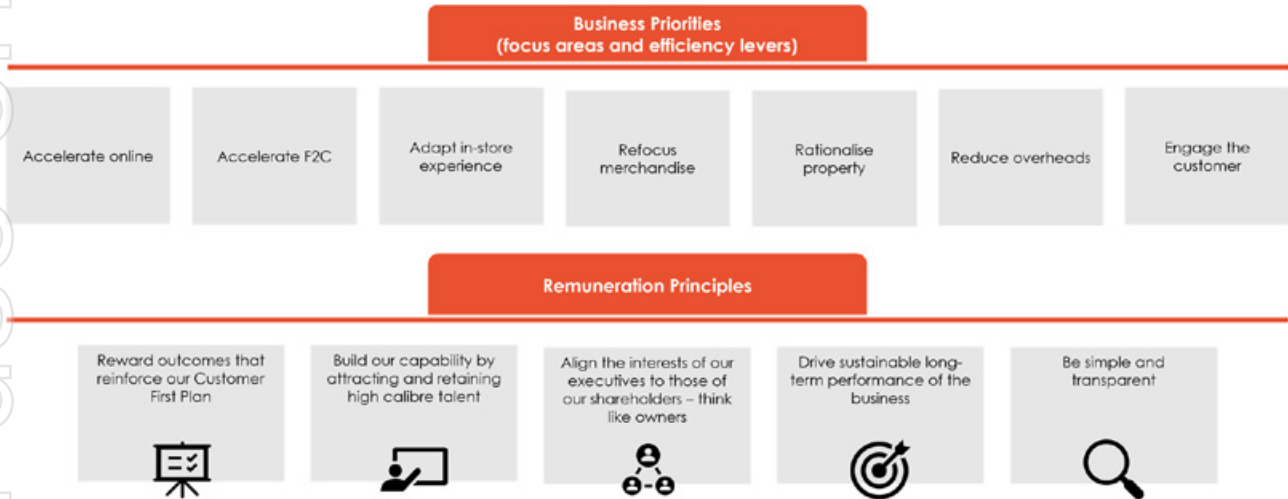 Business Priorities
(focus areas and efficiency levers)
Accelerate online
Accelerate F2C
Adapt in-store
experience
Refocus
merchandise
Rationalise
property
Reduce overheads
Engage the
customer
Remuneration Principles
Reward outcomes that
reinforce our Customer
First Plan
Build our capability by
attracting and retaining
high calibre talent
Align the interests of our
executives to those of
our shareholders – think
like owners
Drive sustainable long-
term performance of the
business
Be simple and
transparent